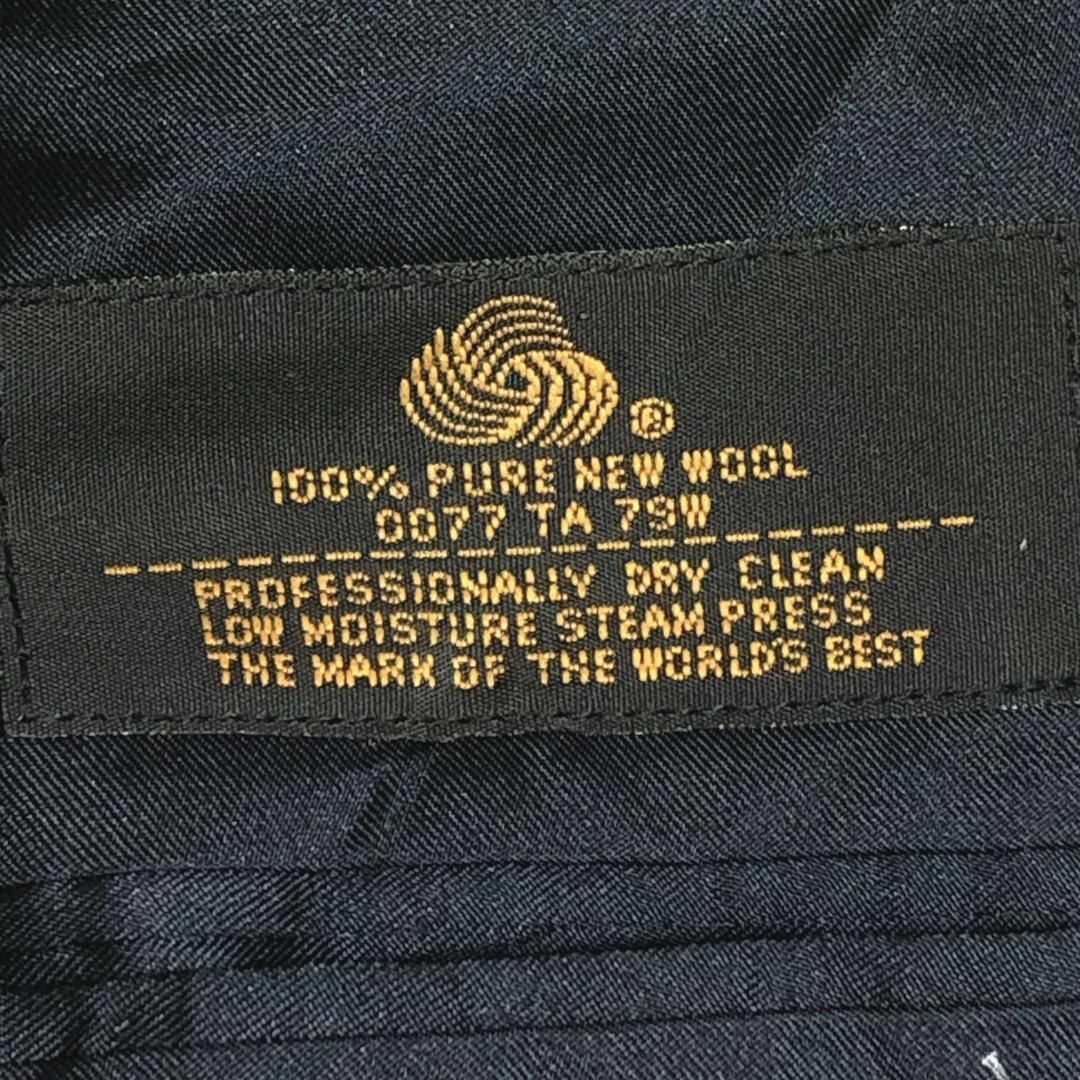 ®
100% PURE NEW WOOL
0077 TA 79W
PROFESSIONALLY DRY CLEAN
LOW MOISTURE STEAM PRESS
THE MARK OF THE WORLD'S BEST